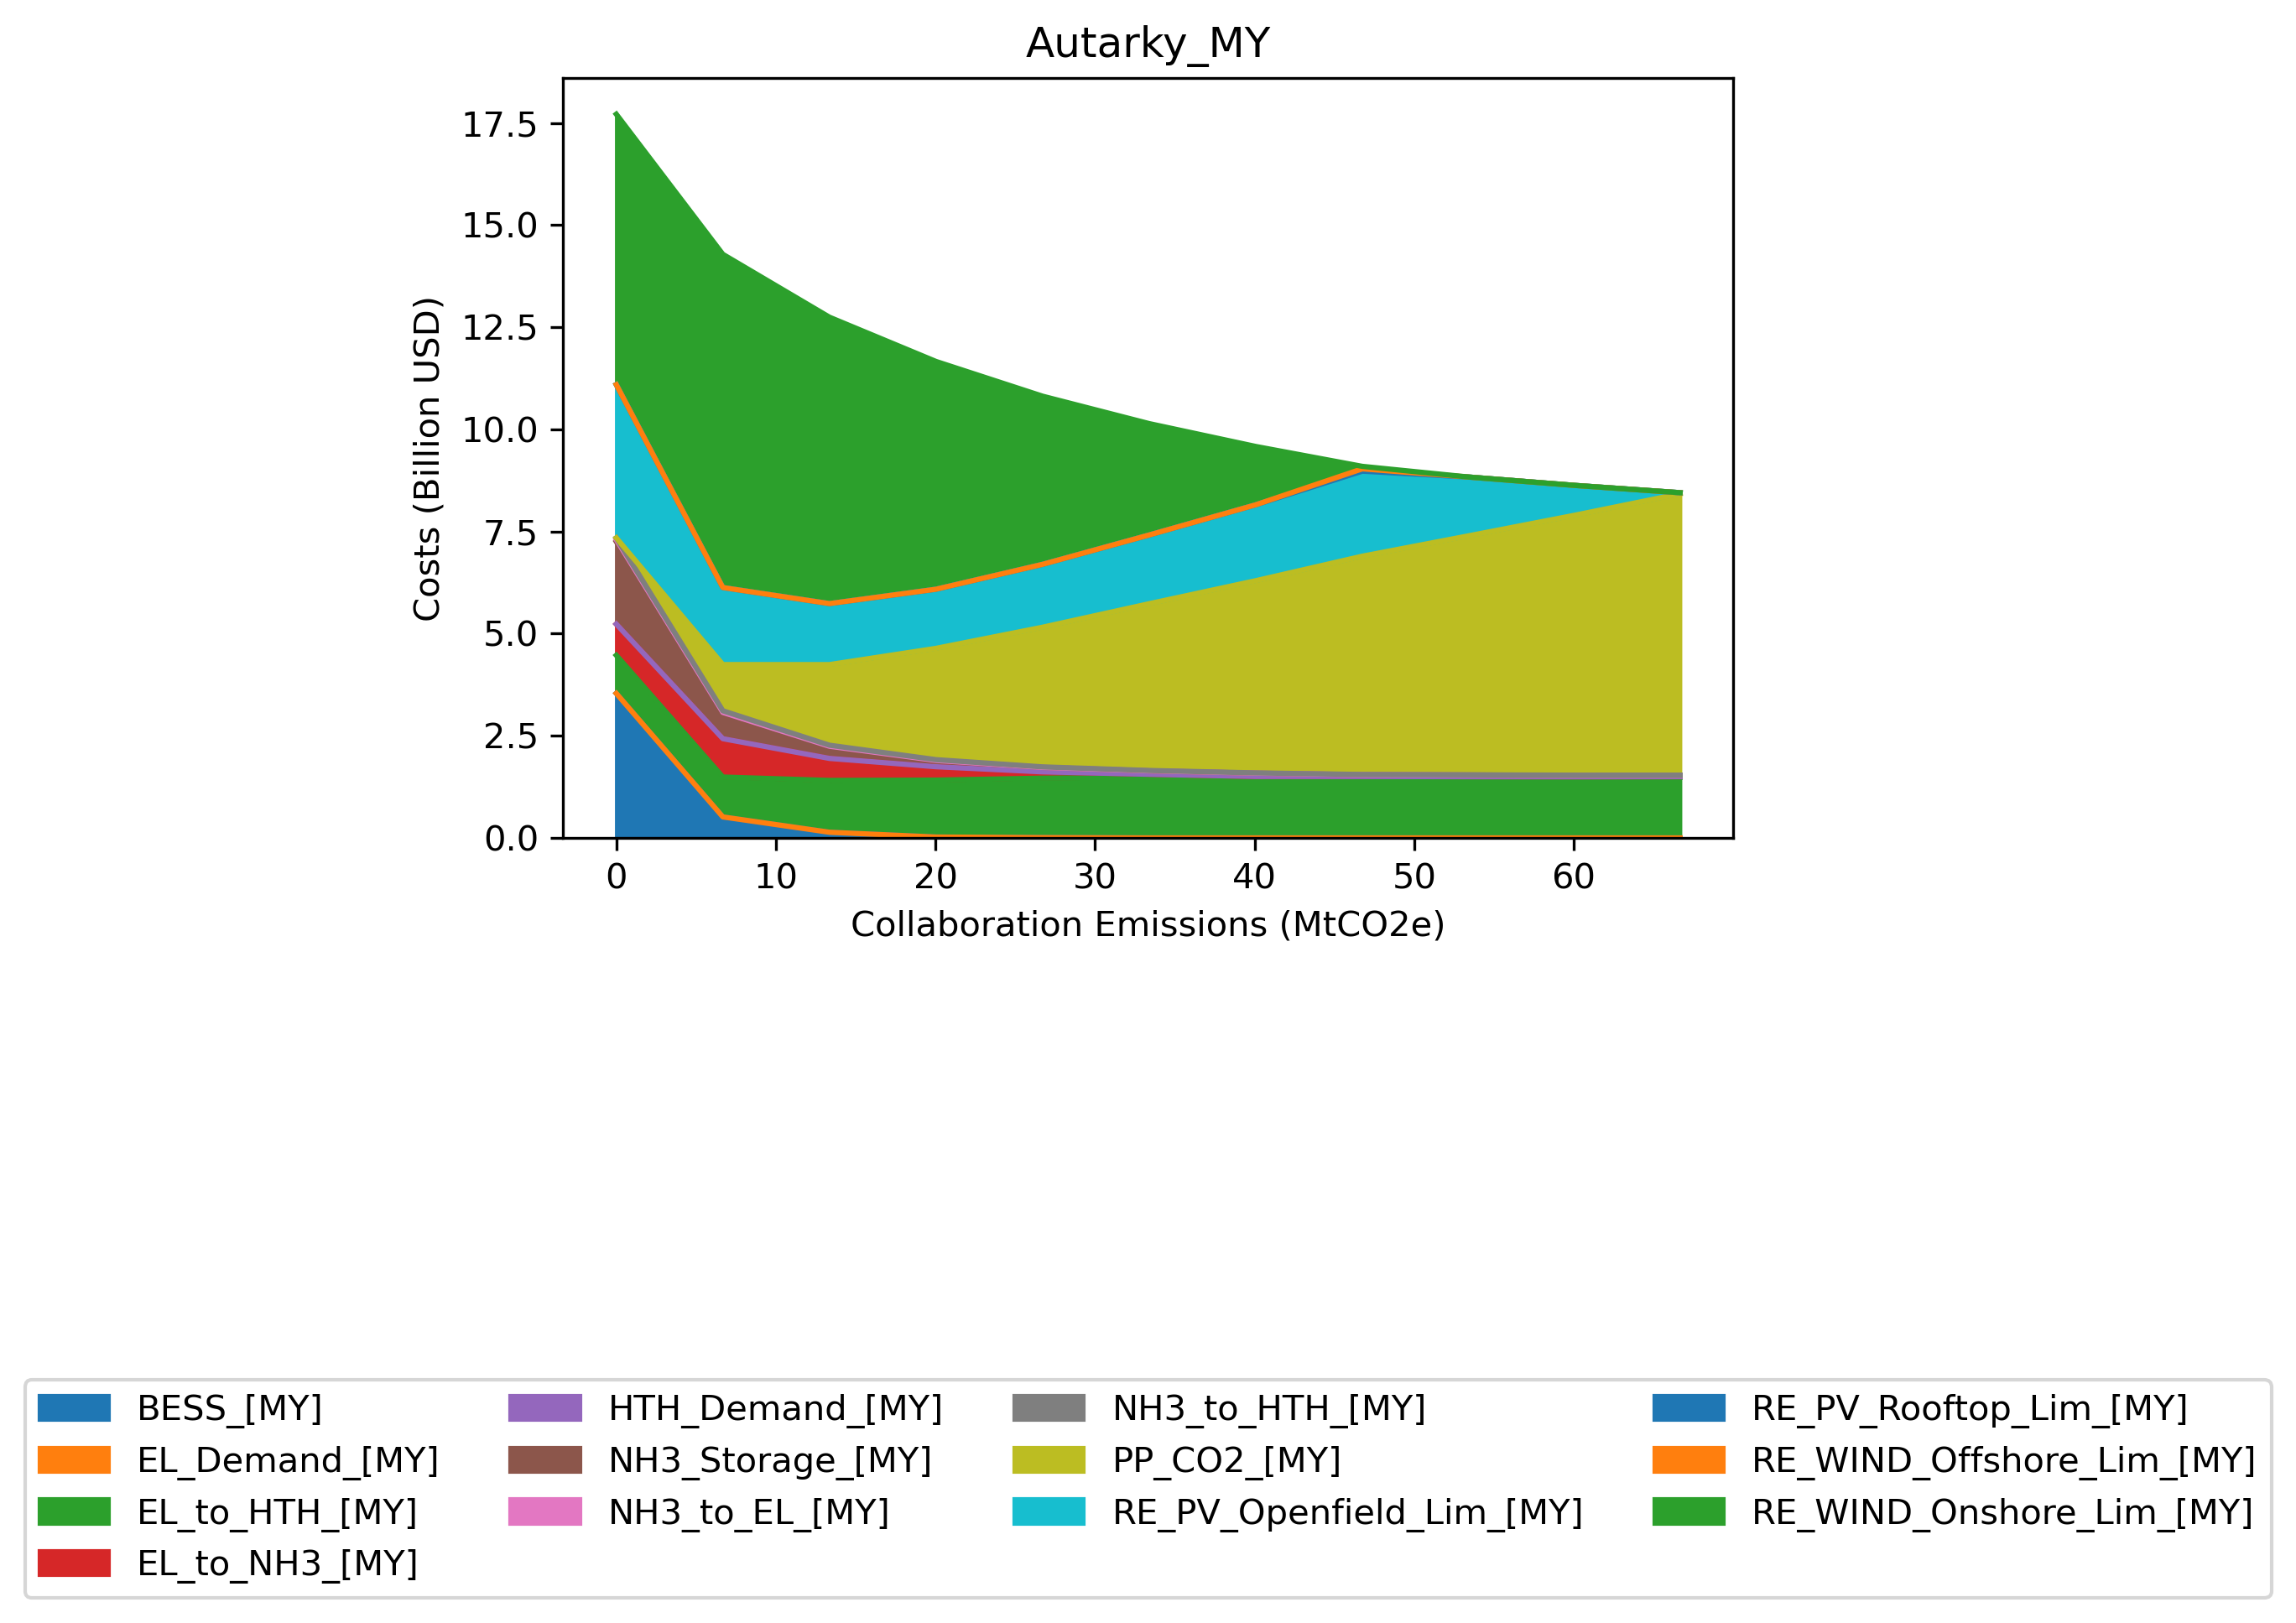 Autarky_MY
17.5
15.0
12.5
10.0
7.5
5.0
2.5
0.0
Costs (Billion USD)
0 10 20 30 40 50 60
Collaboration Emissions (MtCO2e)
BESS_[MY]
EL_Demand_[MY]
EL_to_HTH_[MY]
EL_to_NH3_[MY]
HTH_Demand_[MY]
NH3_Storage_[MY]
NH3_to_EL_[MY]
NH3_to_HTH_[MY]
PP_CO2_[MY]
RE_PV_Openfield_Lim_[MY]
RE_PV_Rooftop_Lim_[MY]
RE_WIND_Offshore_Lim_[MY]
RE_WIND_Onshore_Lim_[MY]